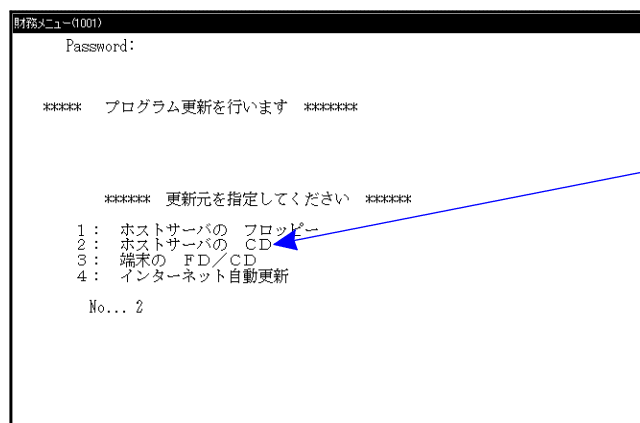 財務メニュー(1001)
Password:
***** プログラム更新を行います *******
****** 更新元を指定してください ******
1: ホストサーバの フロッピー
2: ホストサーバの CD
3: 端末の FD/CD
4: インターネット自動更新
No... 2